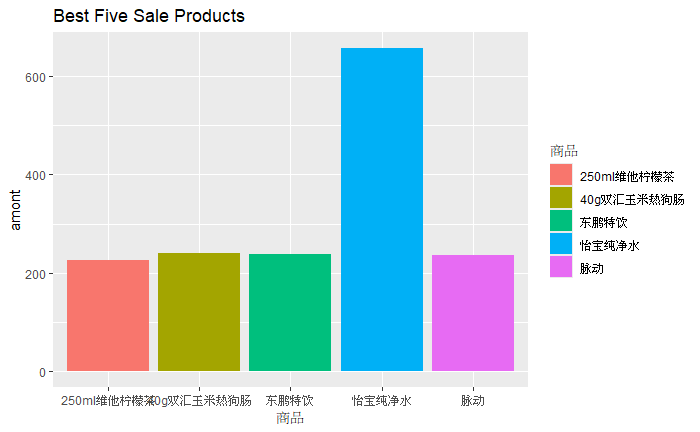 Best Five Sale Products
600
400
200
0
amont
250ml维他柠檬茶
40g双汇玉米热狗肠
东鹏特饮
怡宝纯净水
脉动
商品
商品
250ml维他柠檬茶
40g双汇玉米热狗肠
东鹏特饮
怡宝纯净水
脉动